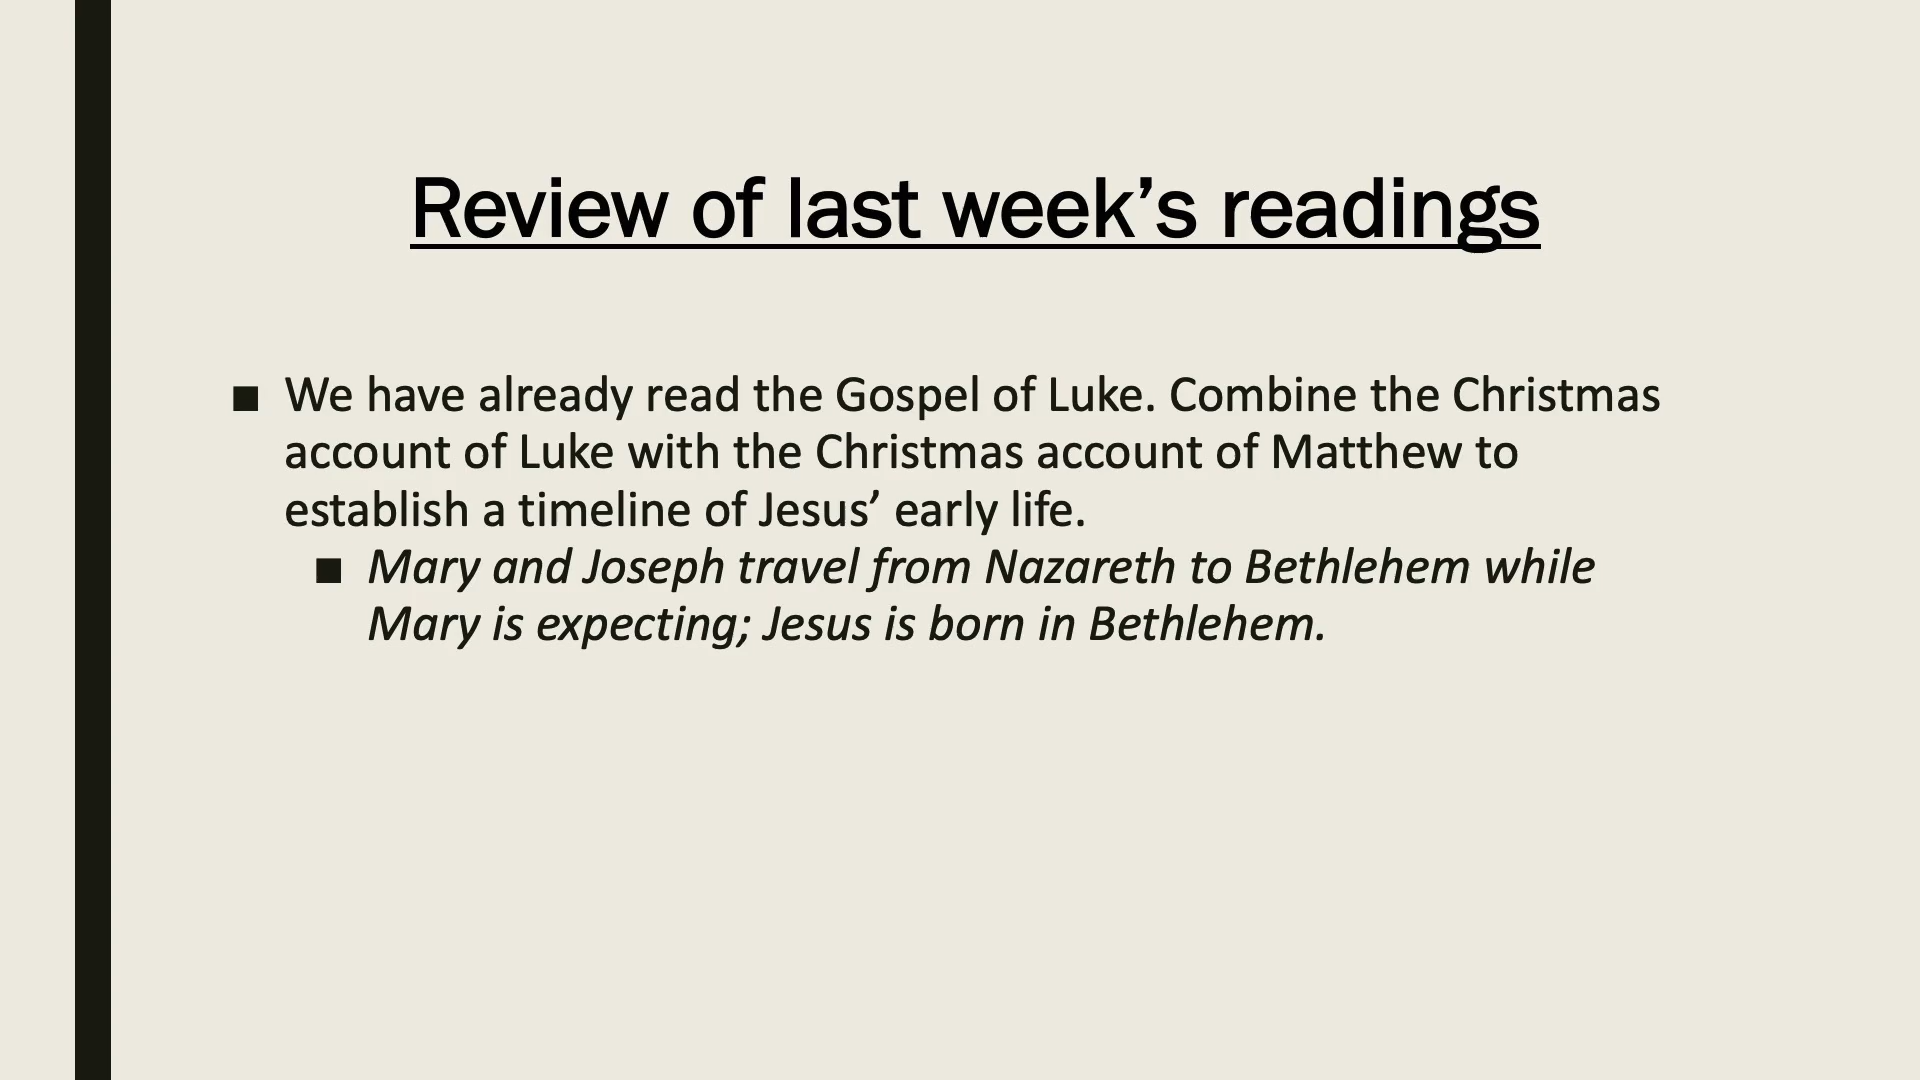 Review of last week’s readings
■ We have already read the Gospel of Luke. Combine the Christmas
account of Luke with the Christmas account of Matthew to
establish a timeline of Jesus’ early life.
■ Mary and Joseph travel from Nazareth to Bethlehem while
Mary is expecting; Jesus is born in Bethlehem.